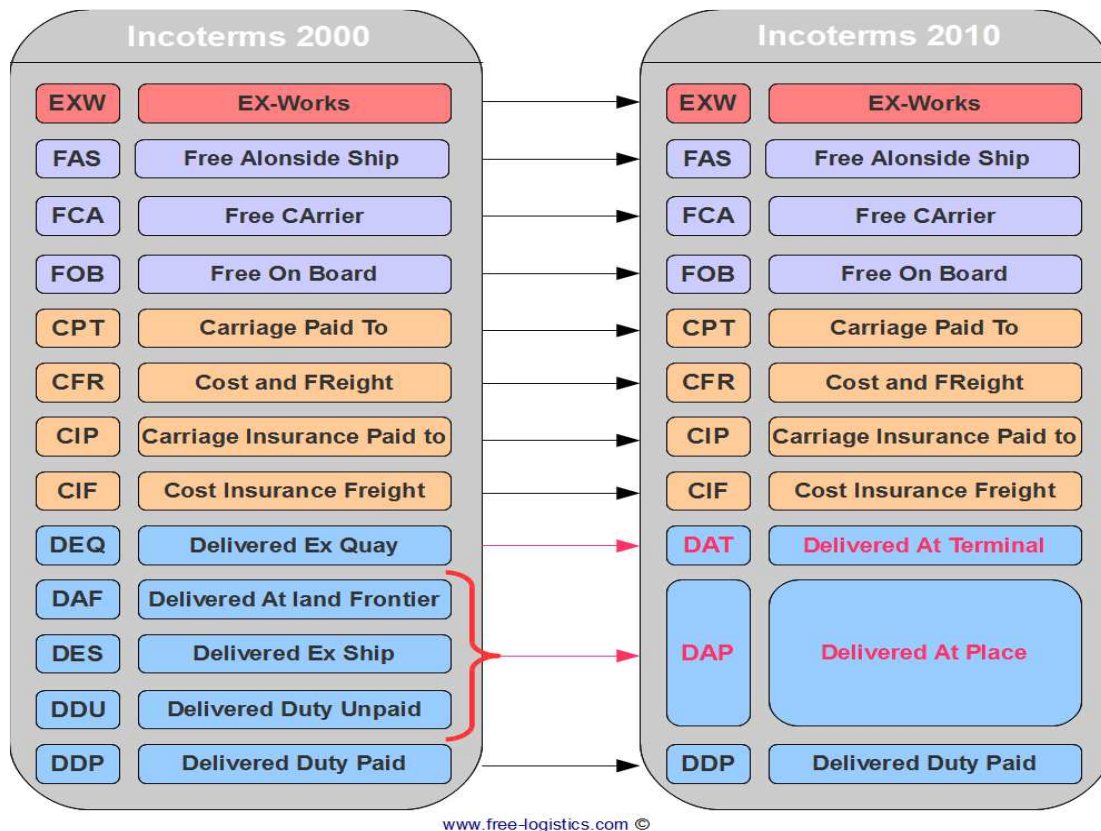 Incoterms 2000 Incoterms 2010
EXW EX-Works EXW EX-Works
FAS Free Alonside Ship FAS Free Alonside Ship
FCA Free CArrier FCA Free CArrier
FOB Free On Board FOB Free On Board
CPT Carriage Paid To CPT Carriage Paid To
CFR Cost and FReight CFR Cost and FReight
CIP Carriage Insurance Paid to CIP Carriage Insurance Paid to
CIF Cost Insurance Freight CIF Cost Insurance Freight
DEQ Delivered Ex Quay DAT Delivered At Terminal
DAF Delivered At land Frontier
DES Delivered Ex Ship DAP Delivered At Place
DDU Delivered Duty Unpaid
DDP Delivered Duty Paid DDP Delivered Duty Paid
www.free-logistics.com ©